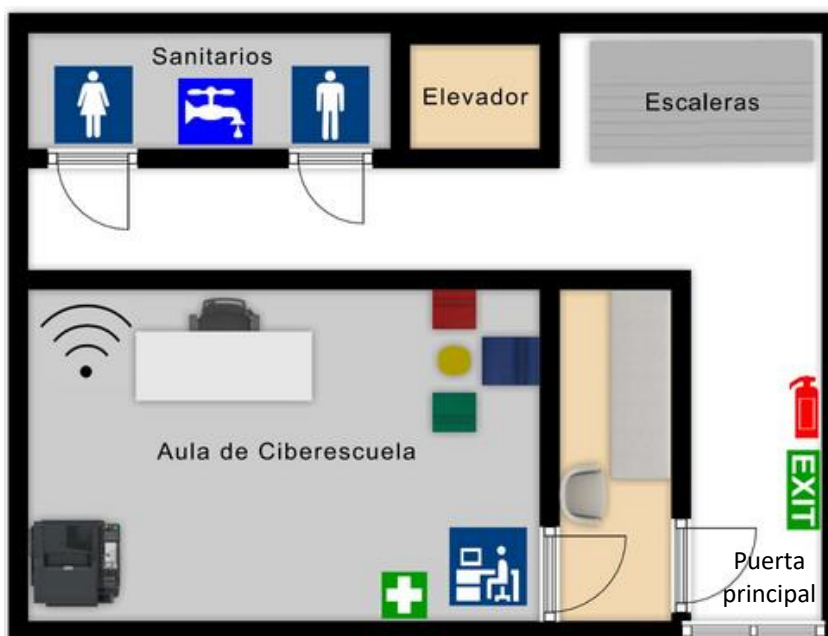 Sanitarios
Elevador
Escaleras
Aula de Ciberescuela
EXIT
Puerta
principal